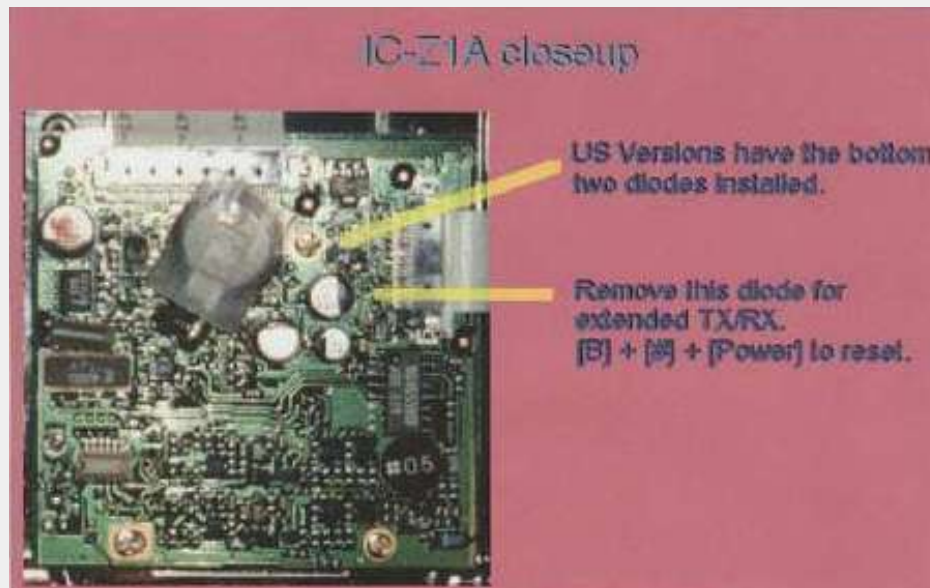 IC-Z1A closeup
US Versions have the bottom
two diodes installed.
Remove this diode for
extended TX/RX.
[B] + [#] + [Power] to reset.
05